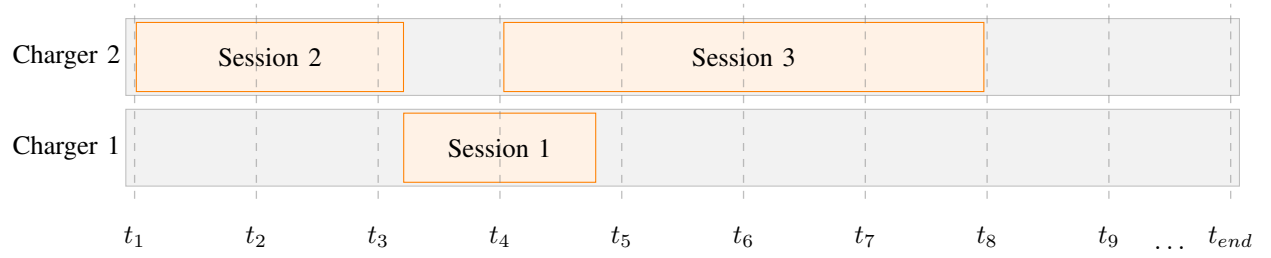 Charger 2 Session 2 Session 3
Charger 1 Session 1
t1 t2 t3 t4 t5 t6 t7 t8 t9 ... tend